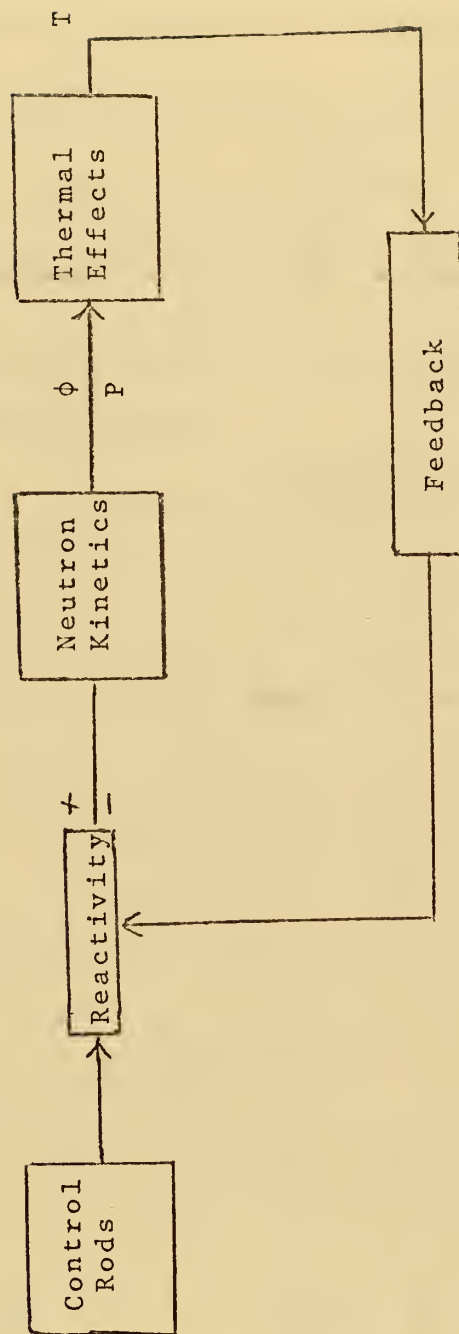 Control
Rods
Reactivity
+
−
Neutron
Kinetics
ϕ
P
Thermal
Effects
T
Feedback